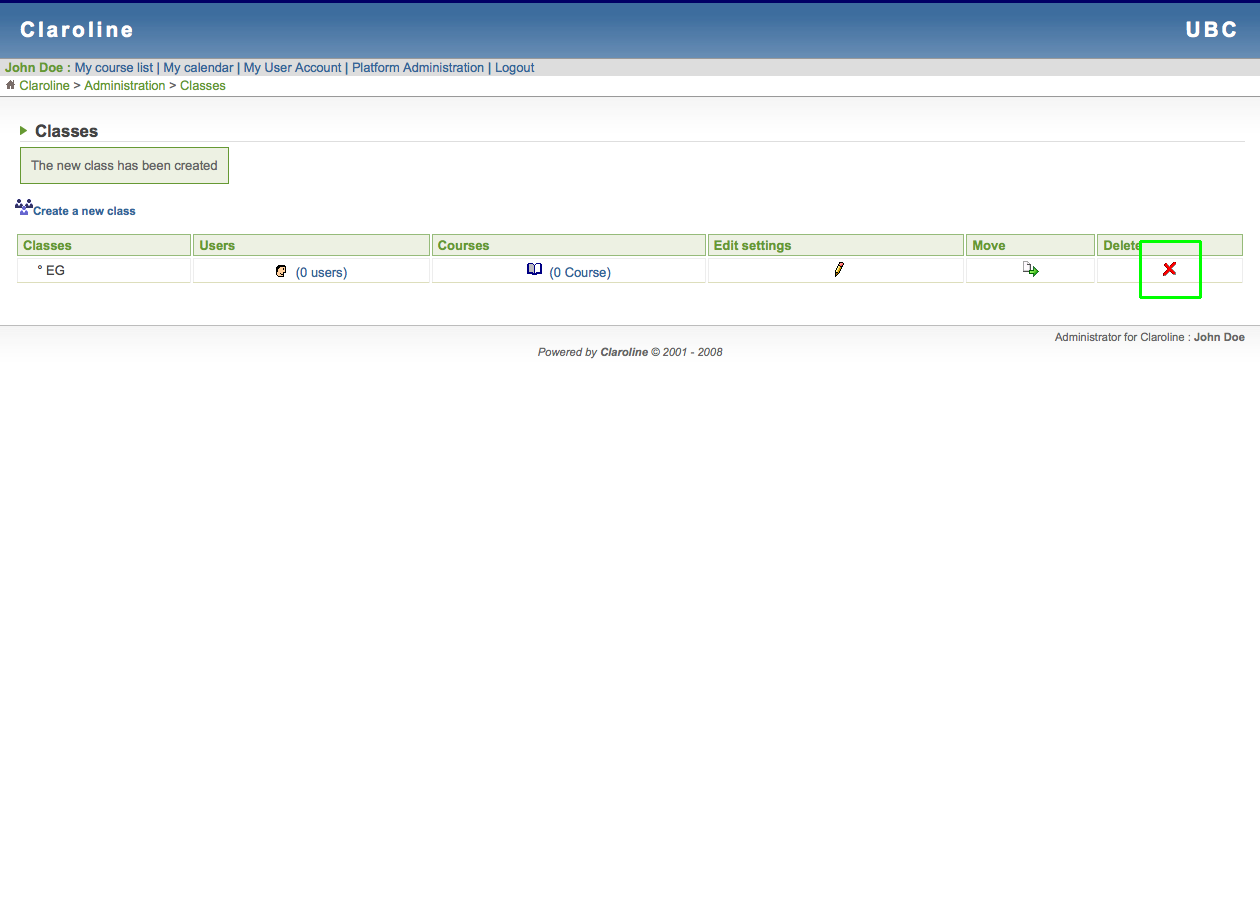 Claroline UBC
John Doe : My course list | My calendar | My User Account | Platform Administration | Logout
Claroline > Administration > Classes
Classes
The new class has been created
Create a new class
Classes Users Courses Edit settings Move Delete
° EG (0 users) (0 Course)
Administrator for Claroline : John Doe
Powered by Claroline © 2001 - 2008